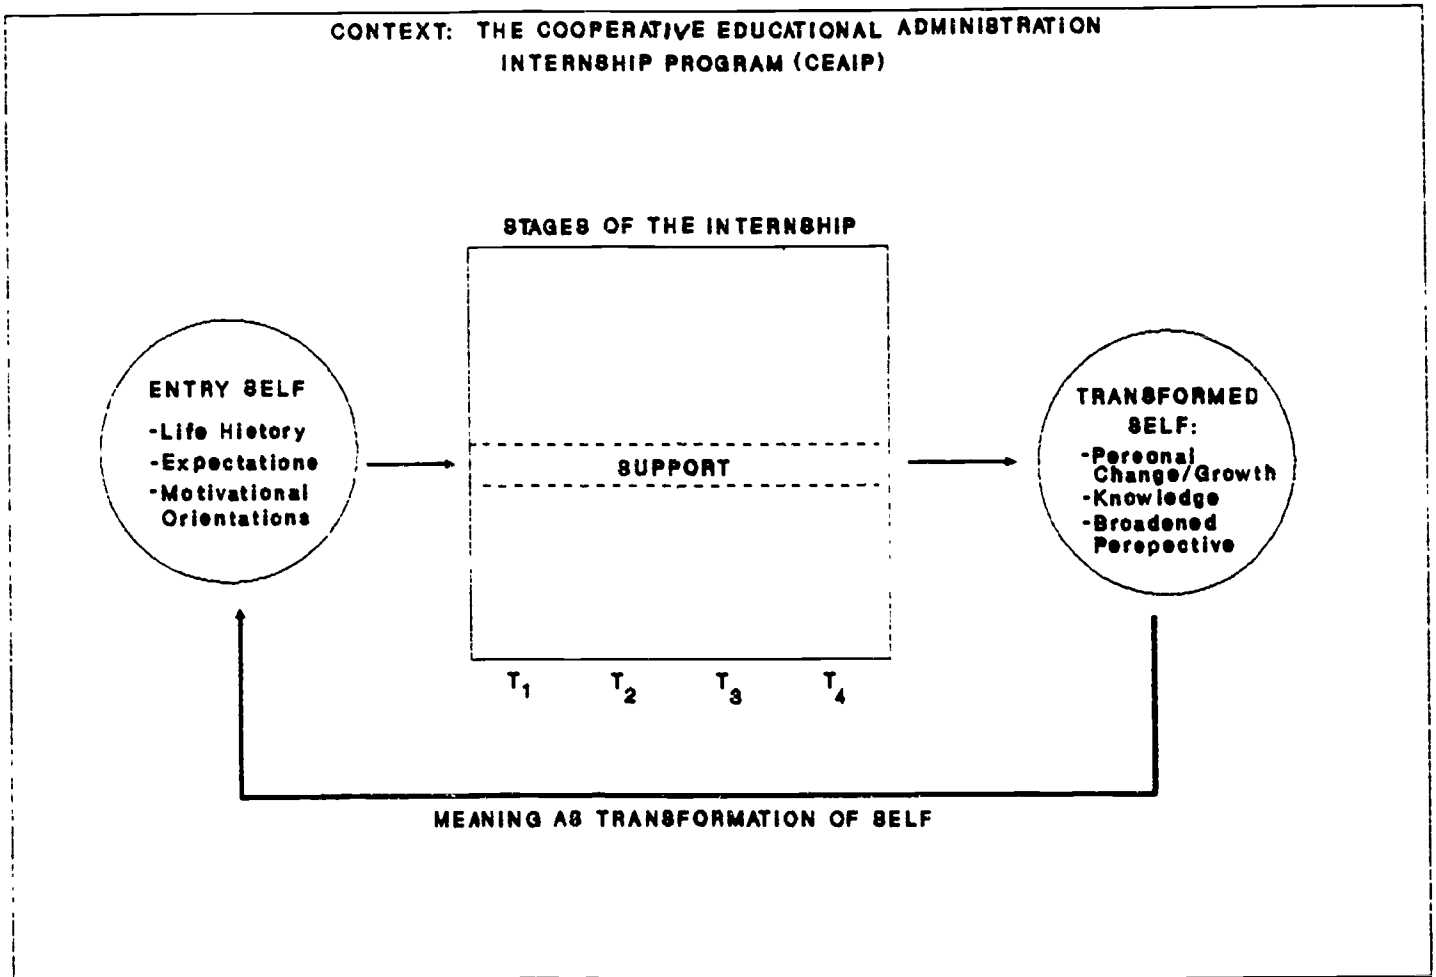 CONTEXT: THE COOPERATIVE EDUCATIONAL ADMINISTRATION
INTERNSHIP PROGRAM (CEAIP)
STAGES OF THE INTERNSHIP
ENTRY SELF
-Life History
-Expectations
-Motivational
Orientations
SUPPORT
TRANSFORMED
SELF:
-Personal
Change/Growth
-Knowledge
-Broadened
Perspective
T1 T2 T3 T4
MEANING AS TRANSFORMATION OF SELF